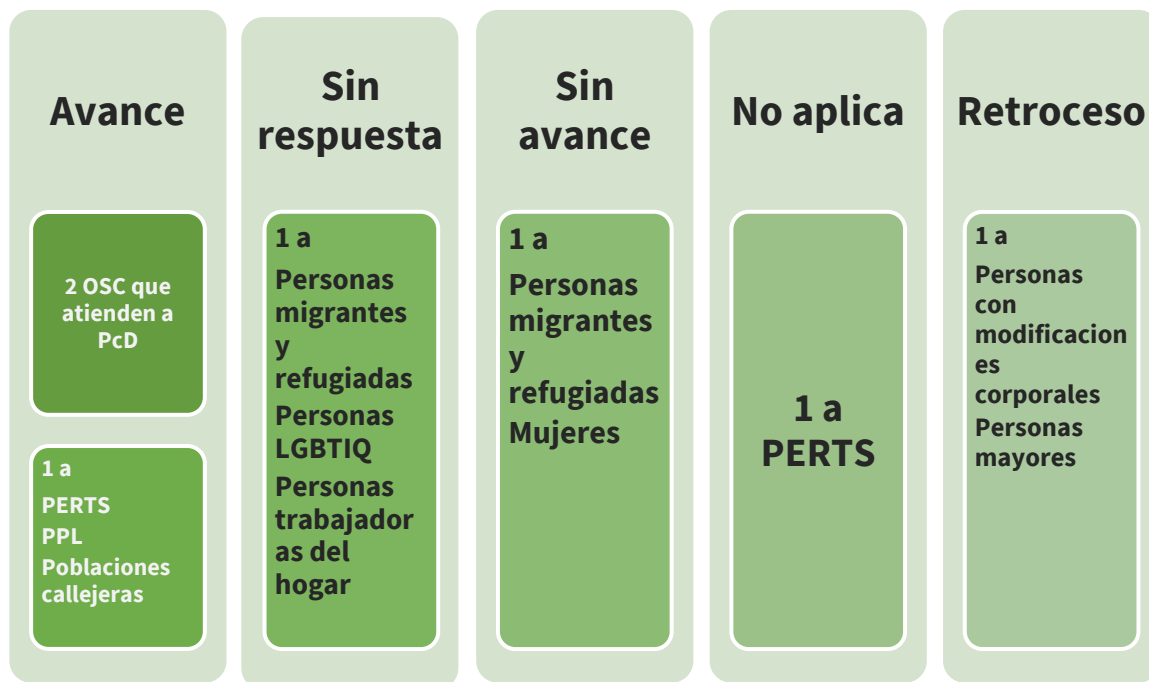 Avance
2 OSC que
atienden a
PcD
1 a
PERTS
PPL
Poblaciones
callejeras
Sin
respuesta
1 a
Personas
migrantes
y
refugiadas
Personas
LGBTIQ
Personas
trabajador
as del
hogar
Sin
avance
1 a
Personas
migrantes
y
refugiadas
Mujeres
No aplica
1 a
PERTS
Retroceso
1 a
Personas
con
modificacion
es
corporales
Personas
mayores